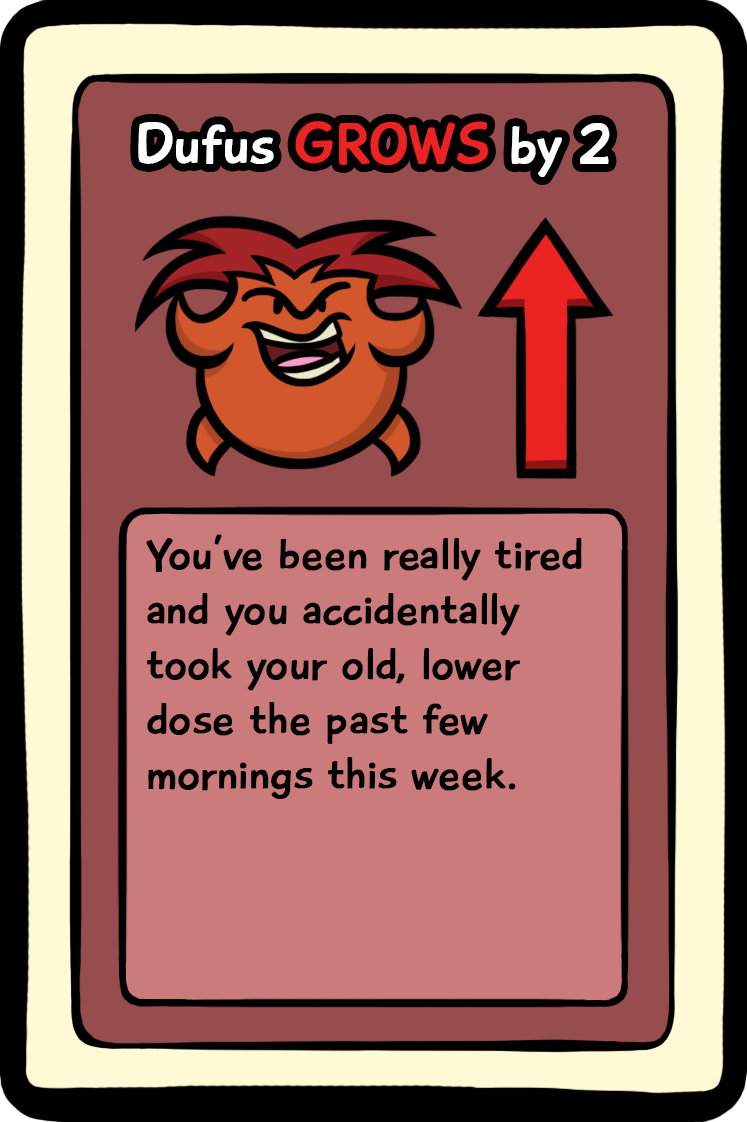 Dufus GROWS by 2
You've been really tired
and you accidentally
took your old, lower
dose the past few
mornings this week.